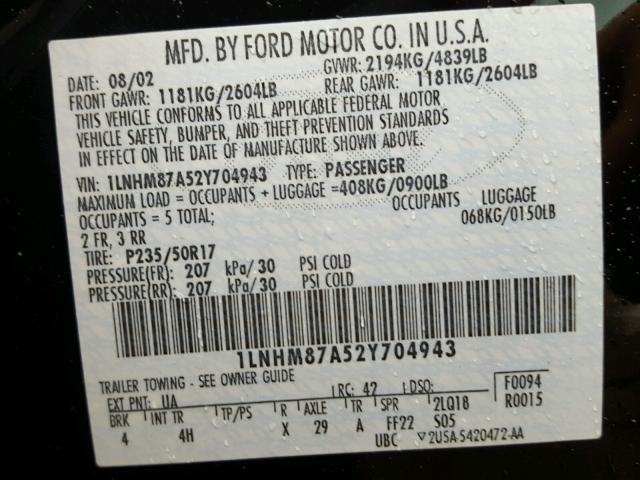 MFD. BY FORD MOTOR CO. IN U.S.A.
DATE: 08/02 GVWR: 2194KG/4839LB
FRONT GAWR: 1181KG/2604LB REAR GAWR: 1181KG/2604LB
THIS VEHICLE CONFORMS TO ALL APPLICABLE FEDERAL MOTOR
VEHICLE SAFETY, BUMPER, AND THEFT PREVENTION STANDARDS
IN EFFECT ON THE DATE OF MANUFACTURE SHOWN ABOVE.
VIN: 1LNHM87A52Y704943 TYPE: PASSENGER
MAXIMUM LOAD = OCCUPANTS + LUGGAGE =408KG/0900LB
OCCUPANTS = 5 TOTAL; OCCUPANTS LUGGAGE
2 FR, 3 RR 068KG/0150LB
TIRE: P235/50R17
PRESSURE(FR): 207 kPa/30 PSI COLD
PRESSURE(RR): 207 kPa/30 PSI COLD
1LNHM87A52Y704943
TRAILER TOWING - SEE OWNER GUIDE
EXT PNT: UA RC: 42 DSO: F0094
BRK INT TR TP/PS R AXLE TR SPR 2LQ18 R0015
4 4H X 29 A FF22 S05
UBC ▽2U5A-5420472-AA